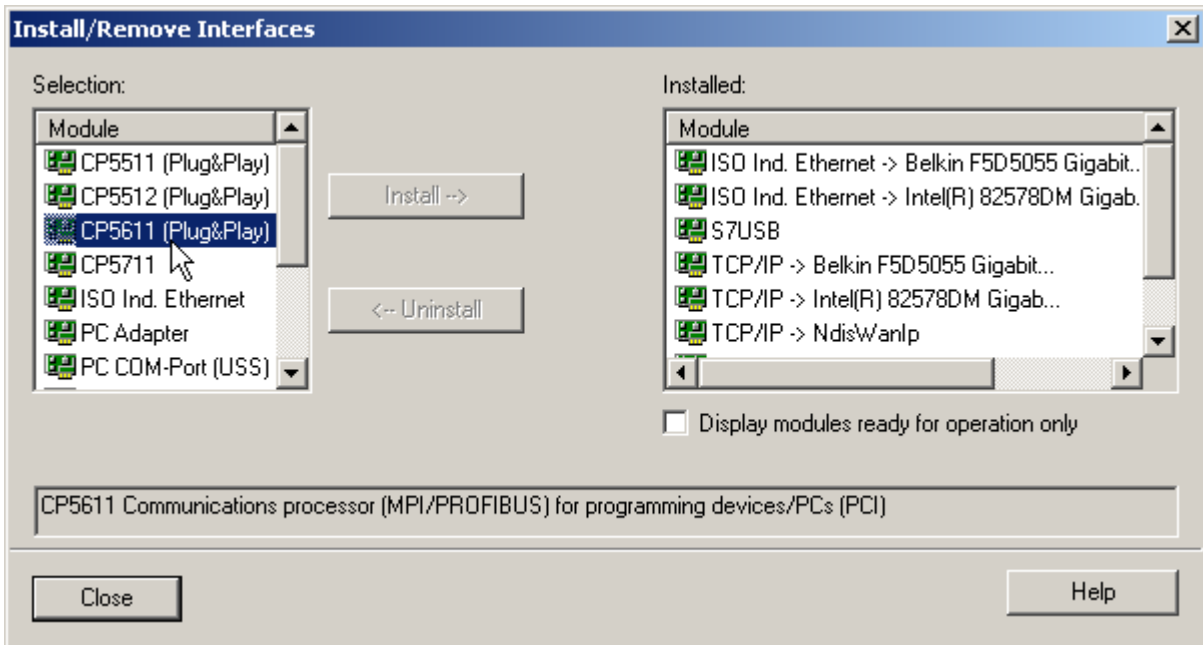 Install/Remove Interfaces
Selection:
Module
CP5511 (Plug&Play)
CP5512 (Plug&Play)
CP5611 (Plug&Play)
CP5711
ISO Ind. Ethernet
PC Adapter
PC COM-Port (USS)
Install -->
<-- Uninstall
Installed:
Module
ISO Ind. Ethernet -> Belkin F5D5055 Gigabit..
ISO Ind. Ethernet -> Intel(R) 82578DM Gigab.
S7USB
TCP/IP -> Belkin F5D5055 Gigabit...
TCP/IP -> Intel(R) 82578DM Gigab...
TCP/IP -> NdisWanIp
Display modules ready for operation only
CP5611 Communications processor (MPI/PROFIBUS) for programming devices/PCs (PCI)
Close
Help